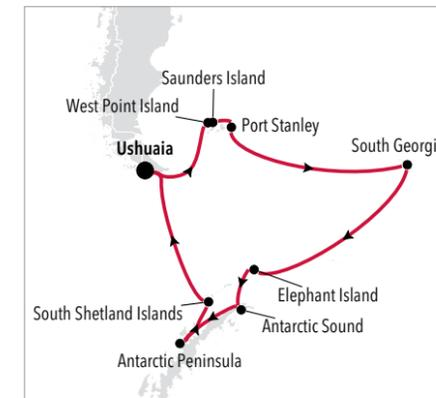 Saunders Island
West Point Island
Port Stanley
Ushuaia
South Georgi
Elephant Island
South Shetland Islands
Antarctic Sound
Antarctic Peninsula